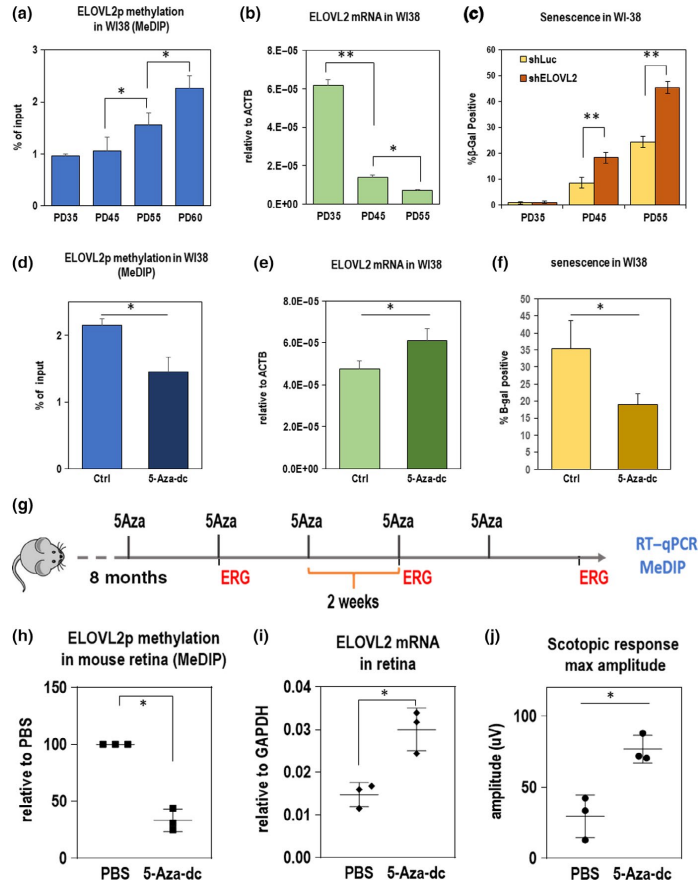 (a)
ELOVL2p methylation
in WI38 (MeDIP)
% of input
3
2
1
0
*
*
PD35 PD45 PD55 PD60
(b)
ELOVL2 mRNA in WI38
relative to ACTB
8.E-05
6.E-05
4.E-05
2.E-05
0.E+00
**
*
PD35 PD45 PD55
(c)
Senescence in WI-38
%β-Gal Positive
60
50
40
30
20
10
0
shLuc
shELOVL2
**
**
PD35 PD45 PD55
(d)
ELOVL2p methylation in WI38
(MeDIP)
% of input
2
1
0
*
Ctrl 5-Aza-dc
(e)
ELOVL2 mRNA in WI38
relative to ACTB
8.0E-05
6.0E-05
4.0E-05
2.0E-05
0.0E+00
*
Ctrl 5-Aza-dc
(f)
senescence in WI38
% B-gal positive
50
45
40
35
30
25
20
15
10
5
0
*
Ctrl 5-Aza-dc
(g)
5Aza 5Aza 5Aza 5Aza 5Aza
8 months
ERG ERG ERG
2 weeks
RT–qPCR
MeDIP
(h)
ELOVL2p methylation
in mouse retina (MeDIP)
relative to PBS
150
100
50
0
*
PBS 5-Aza-dc
(i)
ELOVL2 mRNA
in retina
relative to GAPDH
0.04
0.03
0.02
0.01
0.00
*
PBS 5-Aza-dc
(j)
Scotopic response
max amplitude
amplitude (uV)
100
50
0
*
PBS 5-Aza-dc